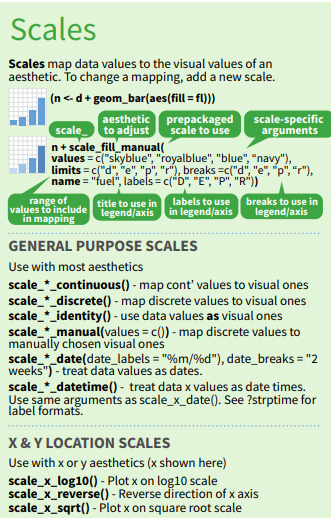 Scales
Scales map data values to the visual values of an
aesthetic. To change a mapping, add a new scale.
(n <- d + geom_bar(aes(fill = fl)))
scale_
aesthetic
to adjust
prepackaged
scale to use
scale-specific
arguments
n + scale_fill_manual(
values = c("skyblue", "royalblue", "blue", "navy"),
limits = c("d", "e", "p", "r"), breaks =c("d", "e", "p", "r"),
name = "fuel", labels = c("D", "E", "P", "R"))
range of
values to include
in mapping
title to use in
legend/axis
labels to use
in legend/axis
breaks to use in
legend/axis
GENERAL PURPOSE SCALES
Use with most aesthetics
scale_*_continuous() - map cont' values to visual ones
scale_*_discrete() - map discrete values to visual ones
scale_*_identity() - use data values as visual ones
scale_*_manual(values = c()) - map discrete values to
manually chosen visual ones
scale_*_date(date_labels = "%m/%d"), date_breaks = "2
weeks") - treat data values as dates.
scale_*_datetime() - treat data x values as date times.
Use same arguments as scale_x_date(). See ?strptime for
label formats.
X & Y LOCATION SCALES
Use with x or y aesthetics (x shown here)
scale_x_log10() - Plot x on log10 scale
scale_x_reverse() - Reverse direction of x axis
scale_x_sqrt() - Plot x on square root scale